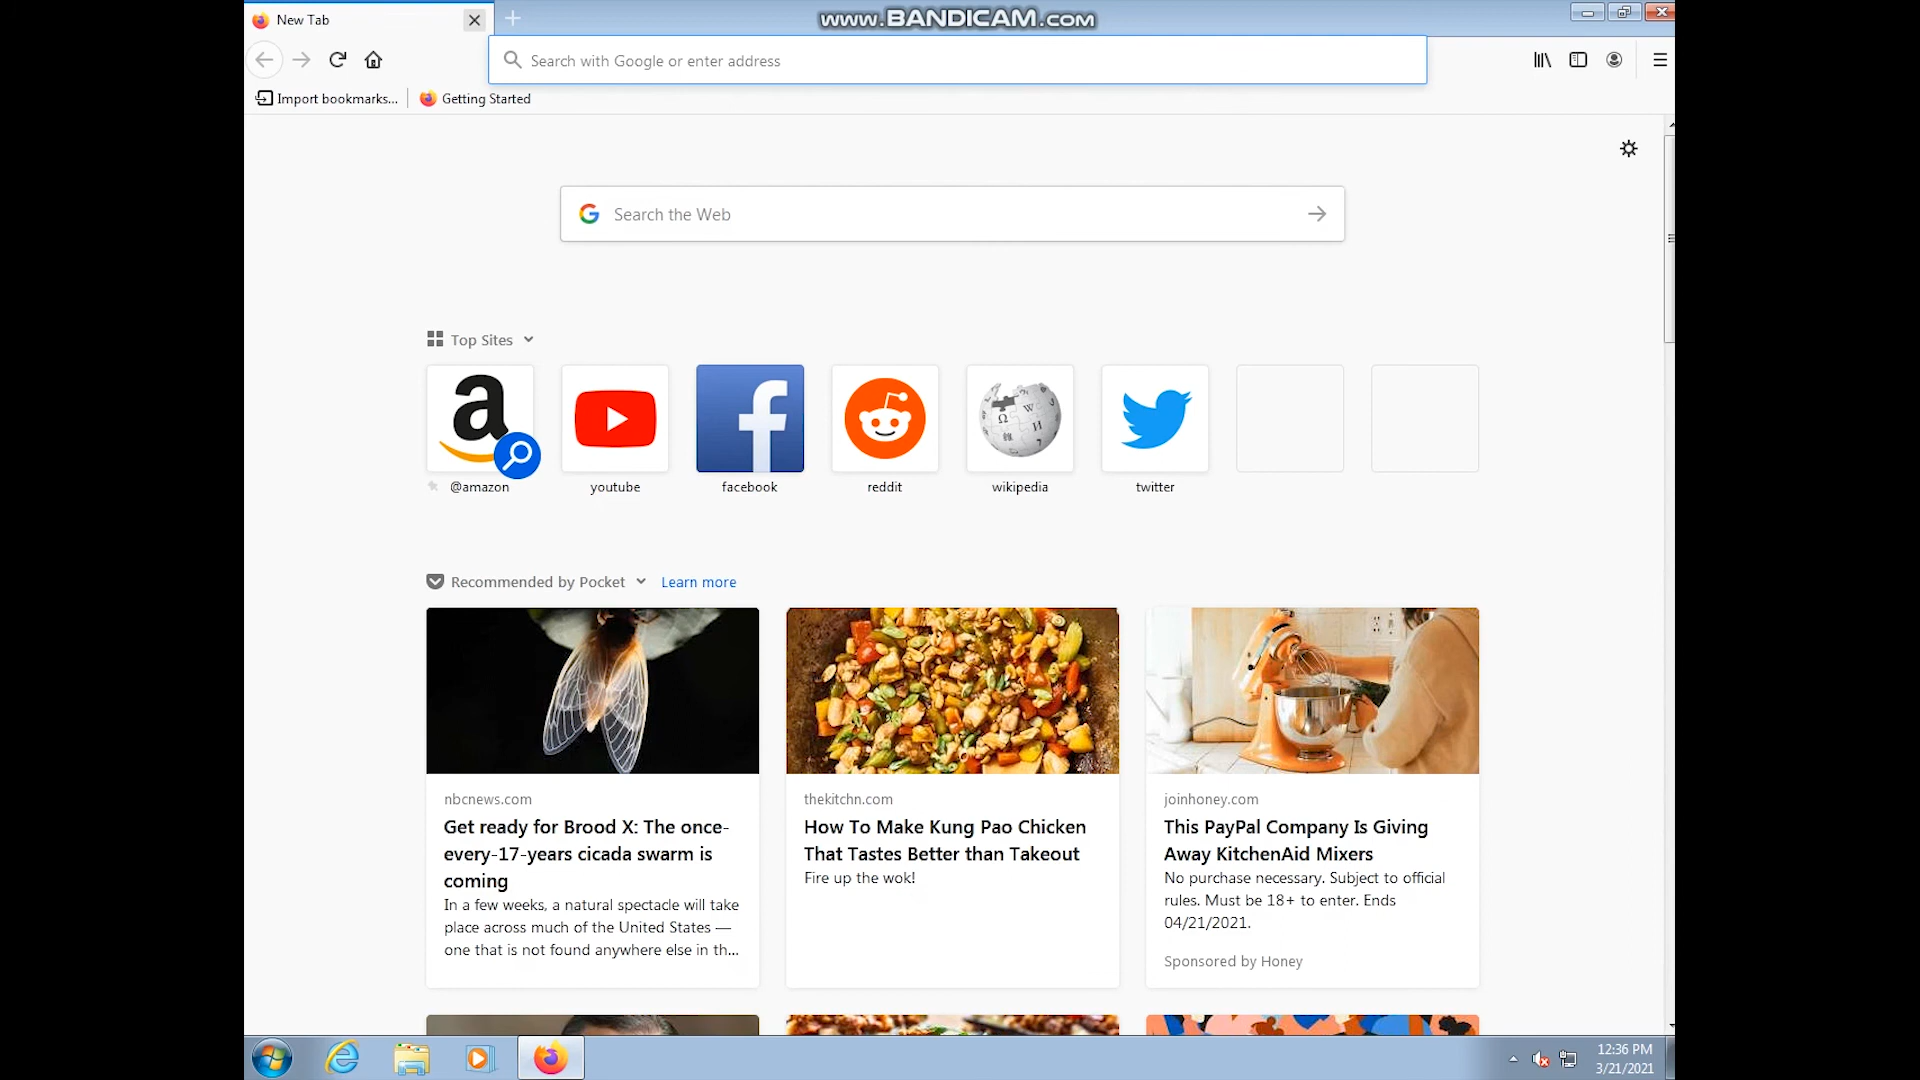 New Tab
www.BANDICAM.com
Search with Google or enter address
Import bookmarks...
Getting Started
Search the Web
Top Sites
@amazon
youtube
facebook
reddit
wikipedia
twitter
Recommended by Pocket
Learn more
nbcnews.com
Get ready for Brood X: The once-
every-17-years cicada swarm is
coming
In a few weeks, a natural spectacle will take
place across much of the United States —
one that is not found anywhere else in th...
thekitchn.com
How To Make Kung Pao Chicken
That Tastes Better than Takeout
Fire up the wok!
joinhoney.com
This PayPal Company Is Giving
Away KitchenAid Mixers
No purchase necessary. Subject to official
rules. Must be 18+ to enter. Ends
04/21/2021.
Sponsored by Honey
12:36 PM
3/21/2021